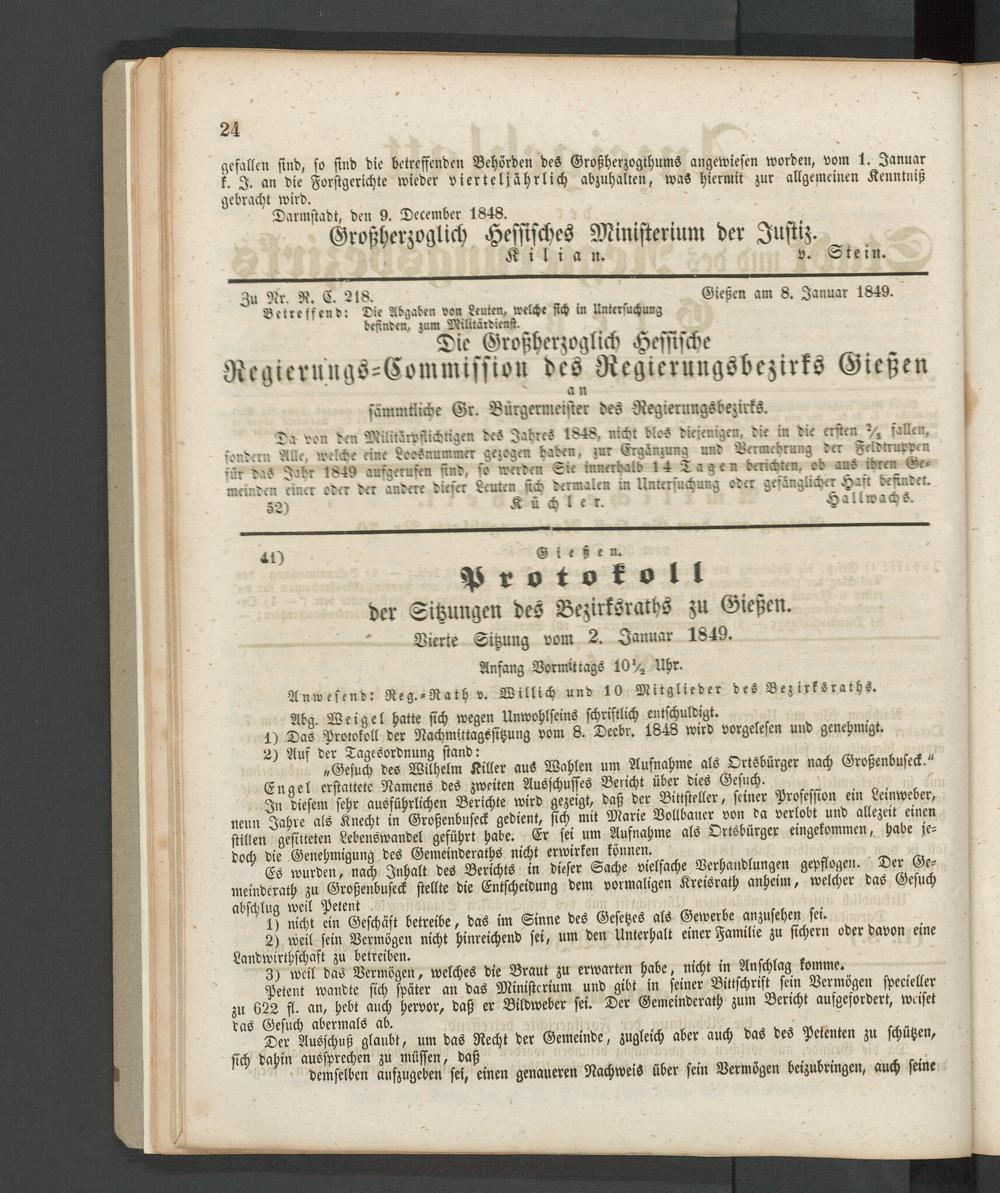 24
gefallen sind, so sind die betreffenden Behörden des Großherzogthums angewiesen worden, vom 1. Januar
k. J. an die Forstgerichte wieder vierteljährlich abzuhalten, was hiermit zur allgemeinen Kenntniß
gebracht wird.
Darmstadt, den 9. December 1848.
Großherzoglich Hessisches Ministerium der Justiz.
Kilian. v. Stein.
Zu Nr. R. C. 218. Gießen am 8. Januar 1849.
Betreffend: Die Abgaben von Leuten, welche sich in Untersuchung
befinden, zum Militärdienst.
Die Großherzoglich Hessische
Regierungs-Commission des Regierungsbezirks Gießen
an
sämmtliche Gr. Bürgermeister des Regierungsbezirks.
Da von den Militärpflichtigen des Jahres 1848, nicht blos diejenigen, die in die ersten 2/5 fallen,
sondern Alle, welche eine Loosnummer gezogen haben, zur Ergänzung und Vermehrung der Feldtruppen
für das Jahr 1849 aufgerufen sind, so werden Sie innerhalb 14 Tagen berichten, ob aus ihren Ge-
meinden einer oder der andere dieser Leuten sich dermalen in Untersuchung oder gefänglicher Haft befindet.
52) Küchler. Hallwachs.
41) Gießen.
Protokoll
der Sitzungen des Bezirksraths zu Gießen.
Vierte Sitzung vom 2. Januar 1849.
Anfang Vormittags 10½ Uhr.
Anwesend: Reg.-Rath v. Willich und 10 Mitglieder des Bezirksraths.
Abg. Weigel hatte sich wegen Unwohlseins schriftlich entschuldigt.
1) Das Protokoll der Nachmittagssitzung vom 8. Decbr. 1848 wird vorgelesen und genehmigt.
2) Auf der Tagesordnung stand:
„Gesuch des Wilhelm Killer aus Wahlen um Aufnahme als Ortsbürger nach Großenbuseck.“
Engel erstattete Namens des zweiten Ausschusses Bericht über dies Gesuch.
In diesem sehr ausführlichen Berichte wird gezeigt, daß der Bittsteller, seiner Profession ein Leinweber,
neun Jahre als Knecht in Großenbuseck gedient, sich mit Marie Vollbauer von da verlobt und allezeit einen
stillen gesitteten Lebenswandel geführt habe. Er sei um Aufnahme als Ortsbürger eingekommen, habe je-
doch die Genehmigung des Gemeinderaths nicht erwirken können.
Es wurden, nach Inhalt des Berichts in dieser Sache vielfache Verhandlungen gepflogen. Der Ge-
meinderath zu Großenbuseck stellte die Entscheidung dem vormaligen Kreisrath anheim, welcher das Gesuch
abschlug weil Petent
1) nicht ein Geschäft betreibe, das im Sinne des Gesetzes als Gewerbe anzusehen sei.
2) weil sein Vermögen nicht hinreichend sei, um den Unterhalt einer Familie zu sichern oder davon eine
Landwirthschaft zu betreiben.
3) weil das Vermögen, welches die Braut zu erwarten habe, nicht in Anschlag komme.
Petent wandte sich später an das Ministerium und gibt in seiner Bittschrift sein Vermögen specieller
zu 622 fl. an, hebt auch hervor, daß er Bildweber sei. Der Gemeinderath zum Bericht aufgefordert, weiset
das Gesuch abermals ab.
Der Ausschuß glaubt, um das Recht der Gemeinde, zugleich aber auch das des Petenten zu schützen,
sich dahin aussprechen zu müssen, daß
demselben aufzugeben sei, einen genaueren Nachweis über sein Vermögen beizubringen, auch seine